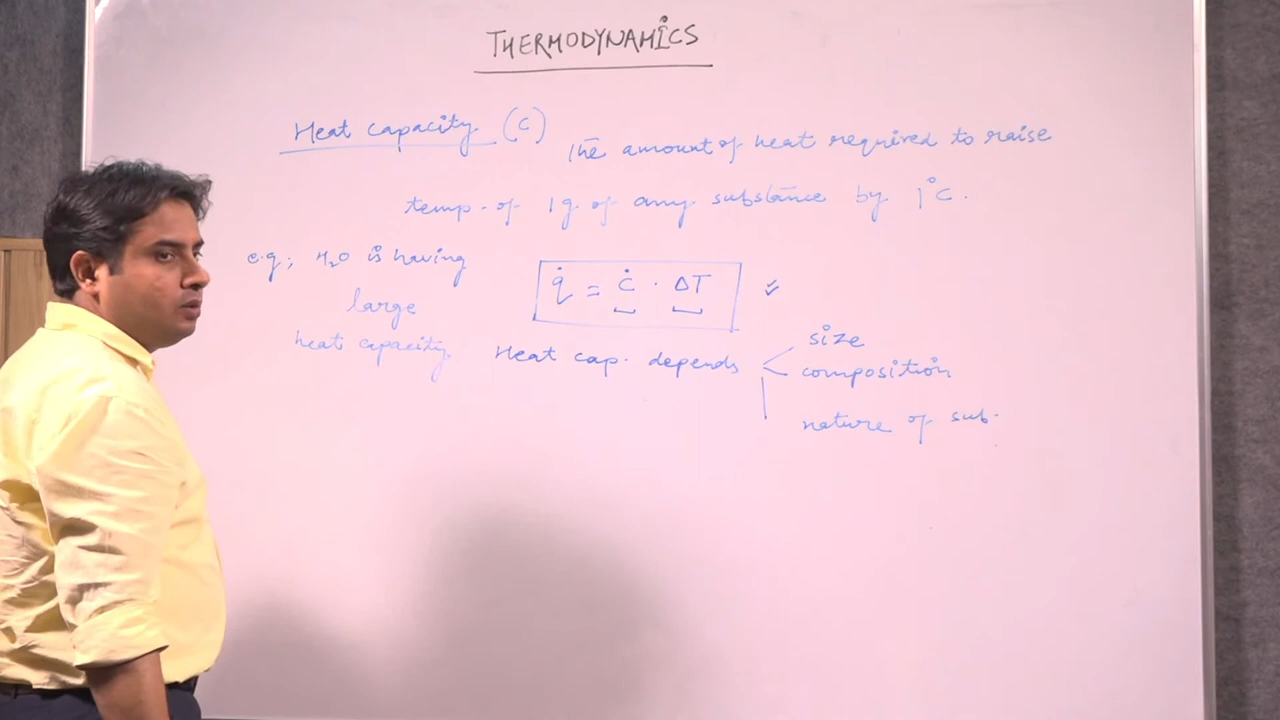 THERMODYNAMICS
Heat capacity (c) The amount of heat required to raise
temp. of 1g of any substance by 1°C.
e.g; H₂O is having
large
heat capacity.
q = c · ΔT
Heat cap. depends
size
composition
nature of sub.